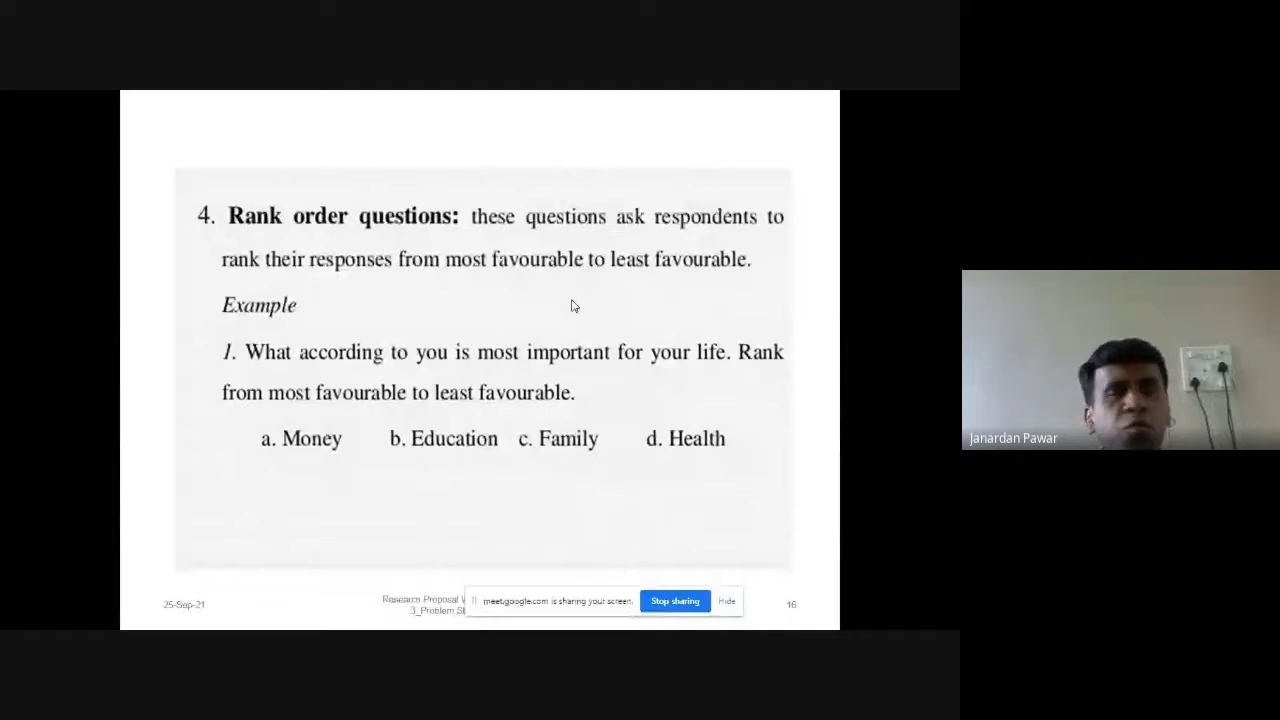 4. Rank order questions: these questions ask respondents to
rank their responses from most favourable to least favourable.
Example
1. What according to you is most important for your life. Rank
from most favourable to least favourable.
a. Money b. Education c. Family d. Health
25-Sep-21
Research Proposal
3_Problem
meet.google.com is sharing your screen.
Stop sharing
Hide
16
Janardan Pawar